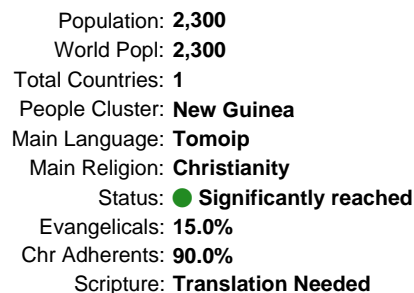 Population: 2,300
World Popl: 2,300
Total Countries: 1
People Cluster: New Guinea
Main Language: Tomoip
Main Religion: Christianity
Status: Significantly reached
Evangelicals: 15.0%
Chr Adherents: 90.0%
Scripture: Translation Needed